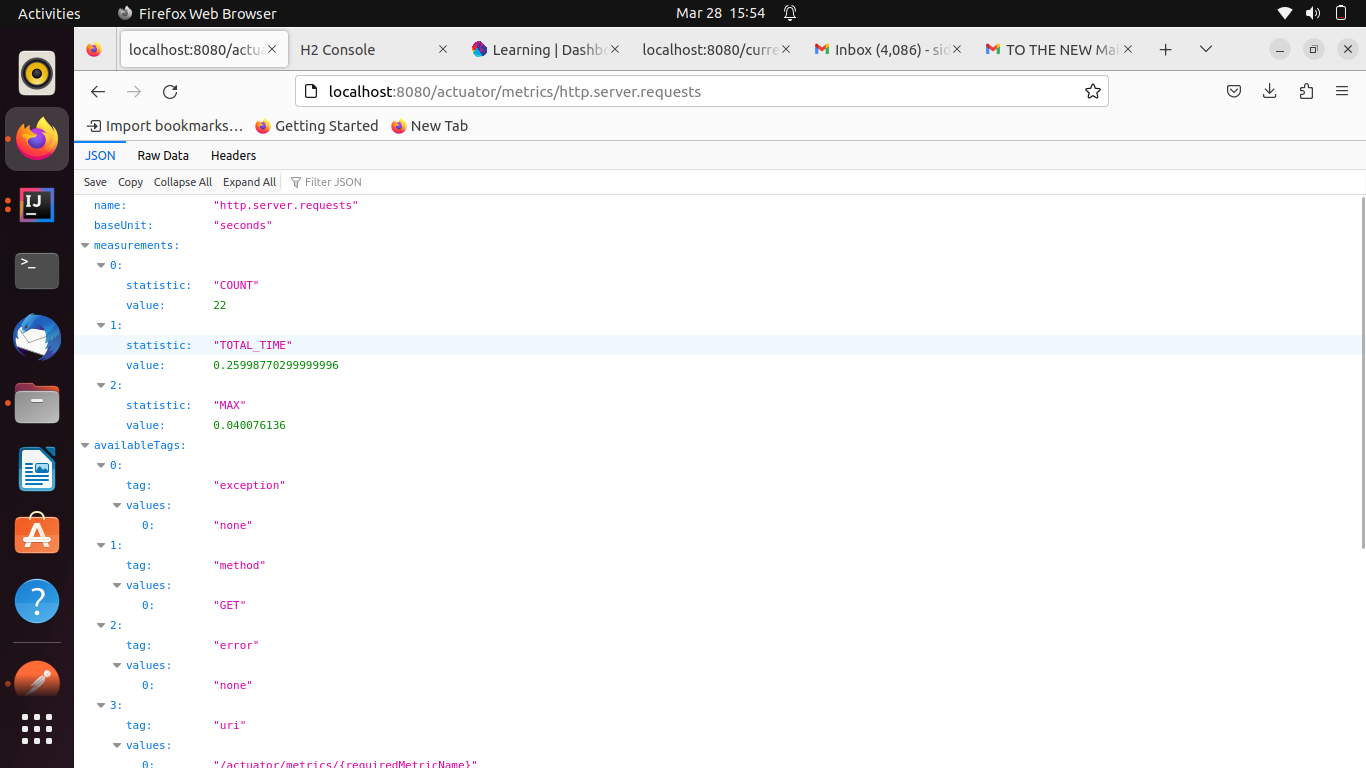 Activities Firefox Web Browser Mar 28 15:54
localhost:8080/actua H2 Console Learning | Dashbo localhost:8080/curre Inbox (4,086) - sid TO THE NEW Mai
localhost:8080/actuator/metrics/http.server.requests
Import bookmarks... Getting Started New Tab
JSON Raw Data Headers
Save Copy Collapse All Expand All Filter JSON
name: "http.server.requests"
baseUnit: "seconds"
measurements:
0:
statistic: "COUNT"
value: 22
1:
statistic: "TOTAL_TIME"
value: 0.25998770299999996
2:
statistic: "MAX"
value: 0.040076136
availableTags:
0:
tag: "exception"
values:
0: "none"
1:
tag: "method"
values:
0: "GET"
2:
tag: "error"
values:
0: "none"
3:
tag: "uri"
values:
0: "/actuator/metrics/{requiredMetricName}"